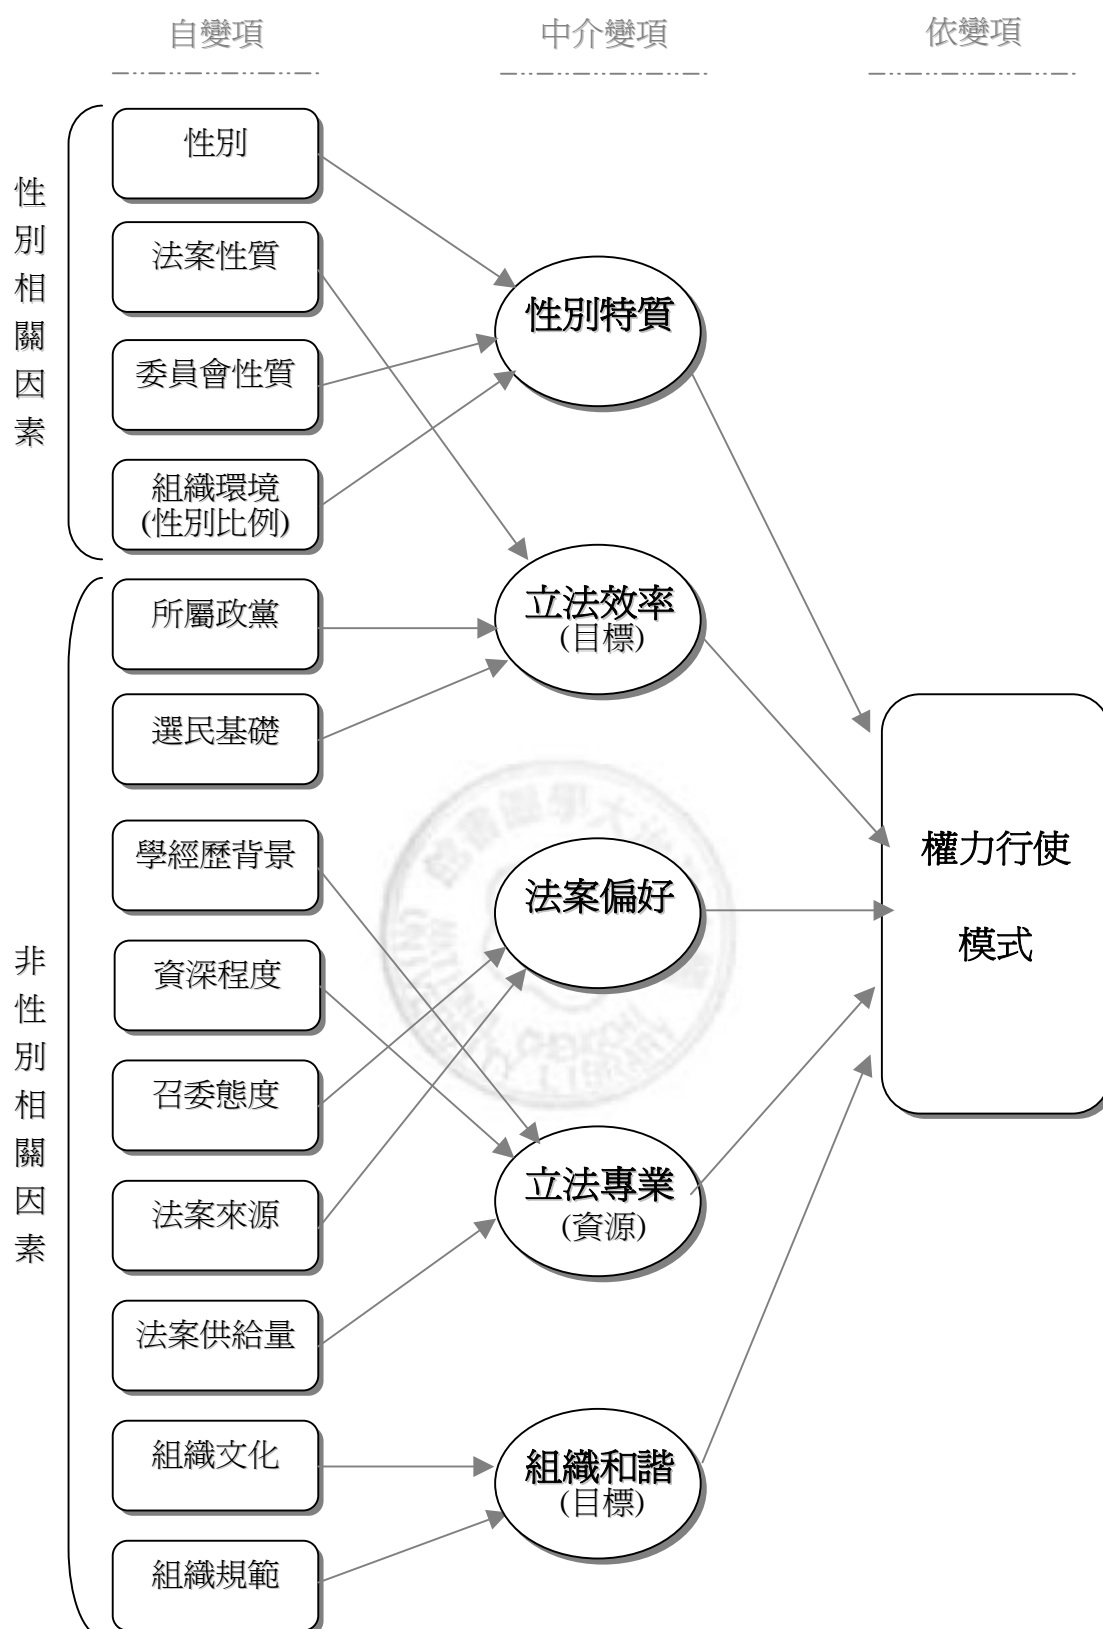 自變項
中介變項
依變項
性別相關因素
性別
法案性質
委員會性質
組織環境
(性別比例)
性別特質
立法效率
(目標)
非性別相關因素
所屬政黨
選民基礎
學經歷背景
資深程度
召委態度
法案來源
法案供給量
組織文化
組織規範
法案偏好
立法專業
(資源)
組織和諧
(目標)
權力行使
模式